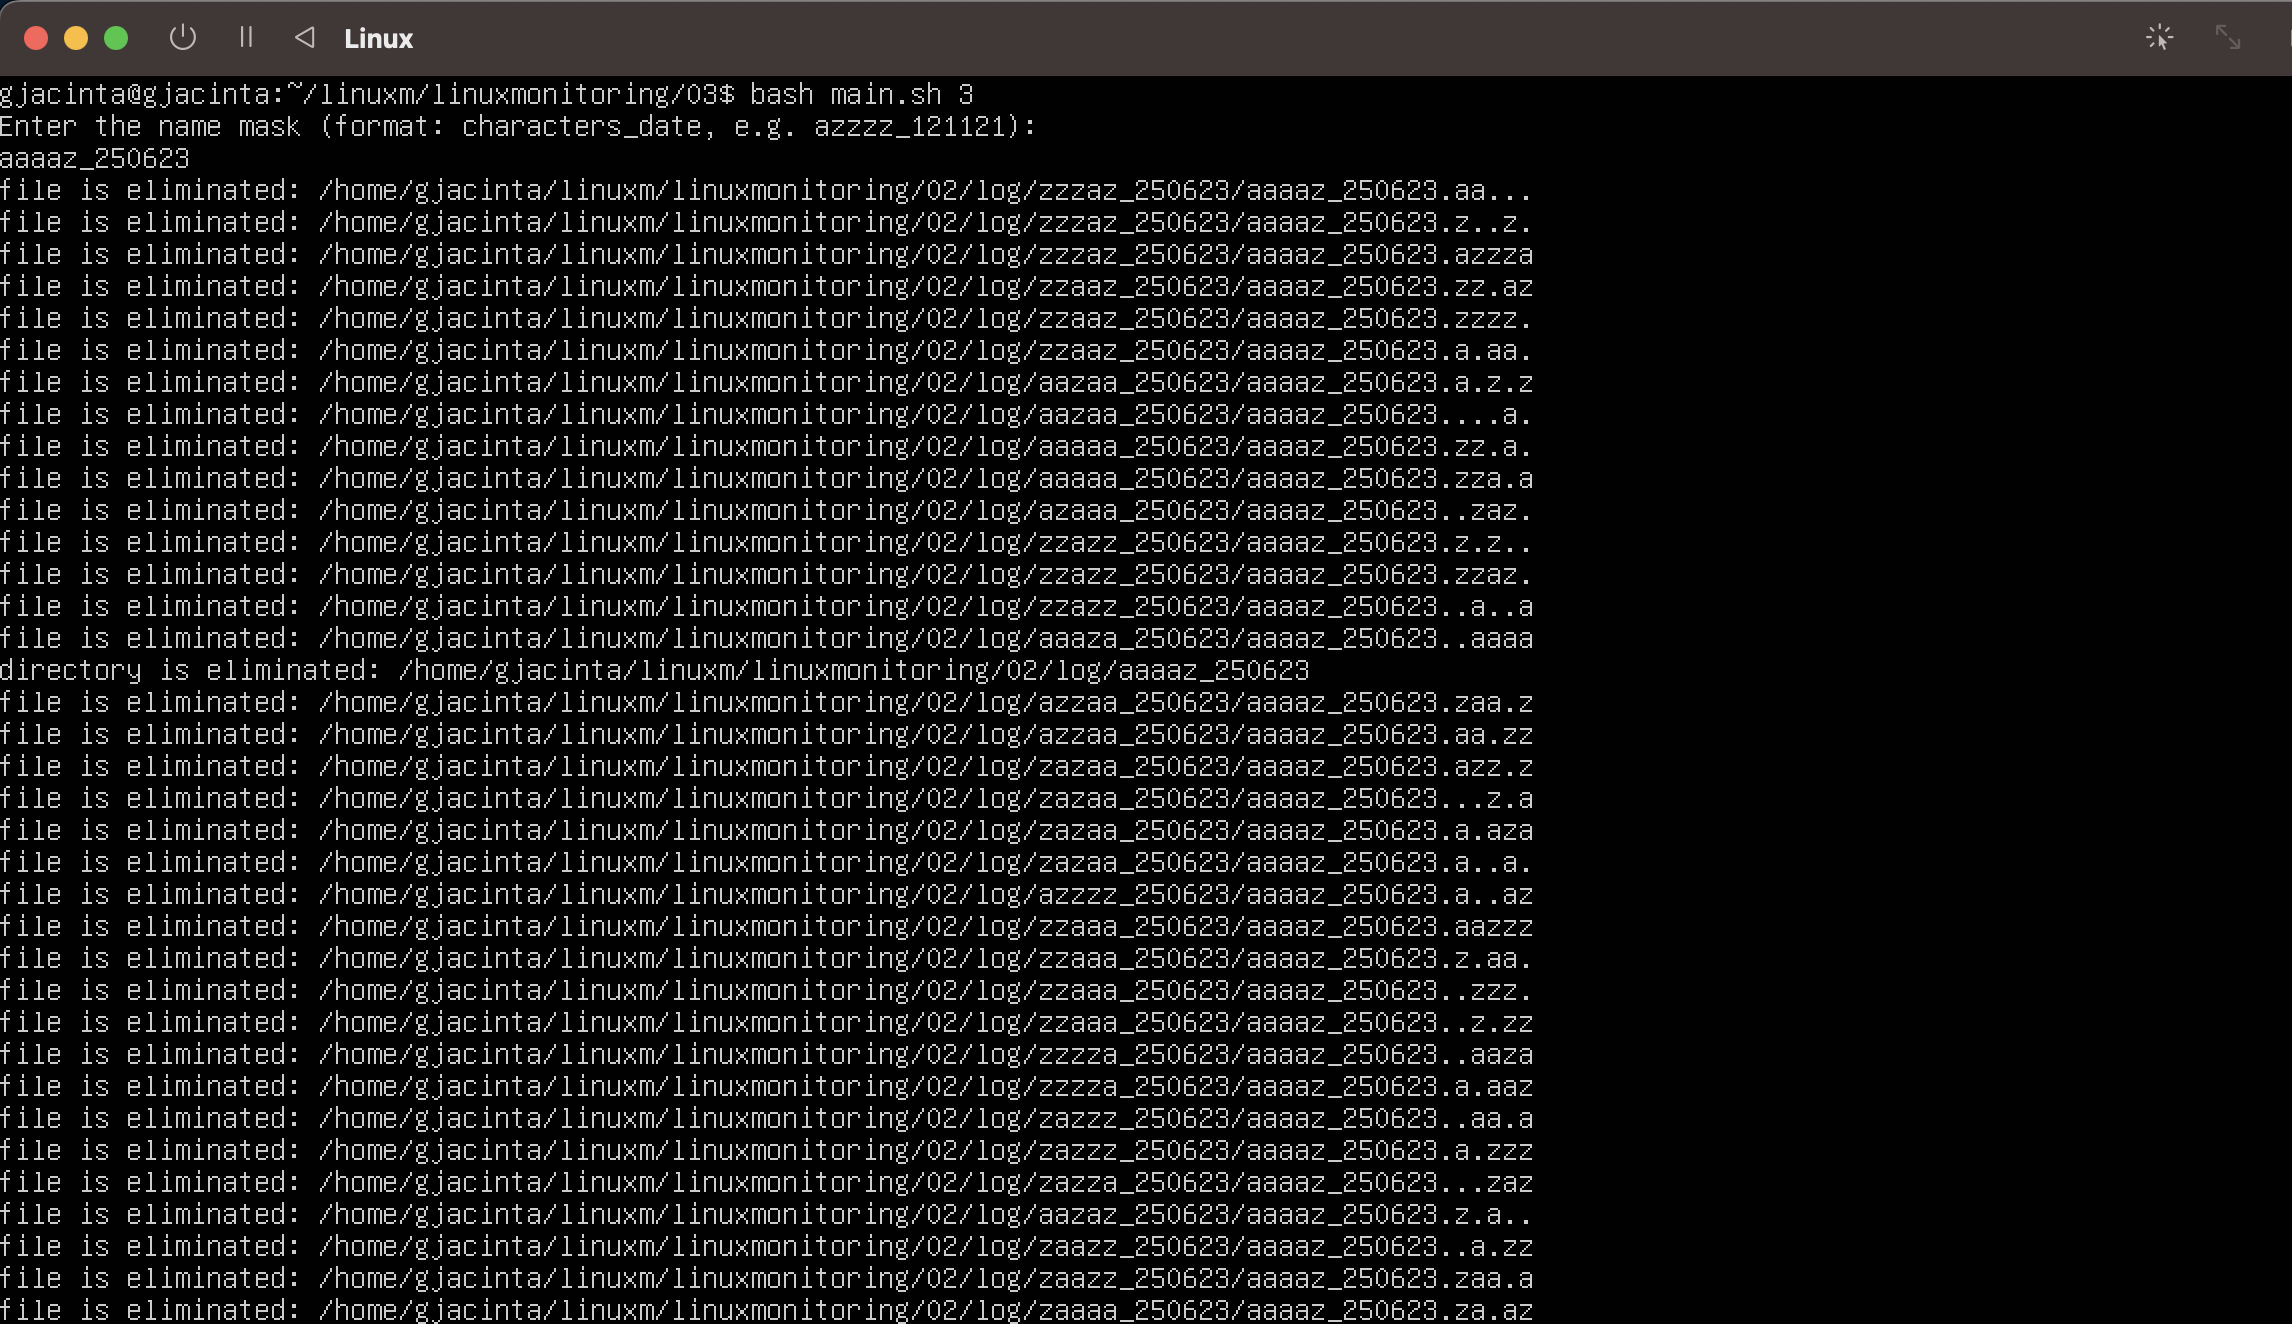 Linux
gjacinta@gjacinta:~/linuxm/linuxmonitoring/03$ bash main.sh 3
Enter the name mask (format: characters_date, e.g. azzzz_121121):
aaaaz_250623
file is eliminated: /home/gjacinta/linuxm/linuxmonitoring/02/log/zzzaz_250623/aaaaz_250623.aa...
file is eliminated: /home/gjacinta/linuxm/linuxmonitoring/02/log/zzzaz_250623/aaaaz_250623.z..z.
file is eliminated: /home/gjacinta/linuxm/linuxmonitoring/02/log/zzzaz_250623/aaaaz_250623.azzza
file is eliminated: /home/gjacinta/linuxm/linuxmonitoring/02/log/zzaaz_250623/aaaaz_250623.zz.az
file is eliminated: /home/gjacinta/linuxm/linuxmonitoring/02/log/zzaaz_250623/aaaaz_250623.zzzz.
file is eliminated: /home/gjacinta/linuxm/linuxmonitoring/02/log/zzaaz_250623/aaaaz_250623.a.aa.
file is eliminated: /home/gjacinta/linuxm/linuxmonitoring/02/log/aazaa_250623/aaaaz_250623.a.z.z
file is eliminated: /home/gjacinta/linuxm/linuxmonitoring/02/log/aazaa_250623/aaaaz_250623....a.
file is eliminated: /home/gjacinta/linuxm/linuxmonitoring/02/log/aaaaa_250623/aaaaz_250623.zz.a.
file is eliminated: /home/gjacinta/linuxm/linuxmonitoring/02/log/aaaaa_250623/aaaaz_250623.zza.a
file is eliminated: /home/gjacinta/linuxm/linuxmonitoring/02/log/azaaa_250623/aaaaz_250623..zaz.
file is eliminated: /home/gjacinta/linuxm/linuxmonitoring/02/log/zzazz_250623/aaaaz_250623.z.z..
file is eliminated: /home/gjacinta/linuxm/linuxmonitoring/02/log/zzazz_250623/aaaaz_250623.zzaz.
file is eliminated: /home/gjacinta/linuxm/linuxmonitoring/02/log/zzazz_250623/aaaaz_250623..a..a
file is eliminated: /home/gjacinta/linuxm/linuxmonitoring/02/log/aaaza_250623/aaaaz_250623..aaaa
directory is eliminated: /home/gjacinta/linuxm/linuxmonitoring/02/log/aaaaz_250623
file is eliminated: /home/gjacinta/linuxm/linuxmonitoring/02/log/azzaa_250623/aaaaz_250623.zaa.z
file is eliminated: /home/gjacinta/linuxm/linuxmonitoring/02/log/azzaa_250623/aaaaz_250623.aa.zz
file is eliminated: /home/gjacinta/linuxm/linuxmonitoring/02/log/zazaa_250623/aaaaz_250623.azz.z
file is eliminated: /home/gjacinta/linuxm/linuxmonitoring/02/log/zazaa_250623/aaaaz_250623...z.a
file is eliminated: /home/gjacinta/linuxm/linuxmonitoring/02/log/zazaa_250623/aaaaz_250623.a.aza
file is eliminated: /home/gjacinta/linuxm/linuxmonitoring/02/log/zazaa_250623/aaaaz_250623.a..a.
file is eliminated: /home/gjacinta/linuxm/linuxmonitoring/02/log/azzzz_250623/aaaaz_250623.a..az
file is eliminated: /home/gjacinta/linuxm/linuxmonitoring/02/log/zzaaa_250623/aaaaz_250623.aazzz
file is eliminated: /home/gjacinta/linuxm/linuxmonitoring/02/log/zzaaa_250623/aaaaz_250623.z.aa.
file is eliminated: /home/gjacinta/linuxm/linuxmonitoring/02/log/zzaaa_250623/aaaaz_250623..zzz.
file is eliminated: /home/gjacinta/linuxm/linuxmonitoring/02/log/zzaaa_250623/aaaaz_250623..z.zz
file is eliminated: /home/gjacinta/linuxm/linuxmonitoring/02/log/zzzza_250623/aaaaz_250623..aaza
file is eliminated: /home/gjacinta/linuxm/linuxmonitoring/02/log/zzzza_250623/aaaaz_250623.a.aaz
file is eliminated: /home/gjacinta/linuxm/linuxmonitoring/02/log/zazzz_250623/aaaaz_250623..aa.a
file is eliminated: /home/gjacinta/linuxm/linuxmonitoring/02/log/zazzz_250623/aaaaz_250623.a.zzz
file is eliminated: /home/gjacinta/linuxm/linuxmonitoring/02/log/zazza_250623/aaaaz_250623...zaz
file is eliminated: /home/gjacinta/linuxm/linuxmonitoring/02/log/aazaz_250623/aaaaz_250623.z.a..
file is eliminated: /home/gjacinta/linuxm/linuxmonitoring/02/log/zaazz_250623/aaaaz_250623..a.zz
file is eliminated: /home/gjacinta/linuxm/linuxmonitoring/02/log/zaazz_250623/aaaaz_250623.zaa.a
file is eliminated: /home/gjacinta/linuxm/linuxmonitoring/02/log/zaaaa_250623/aaaaz_250623.za.az